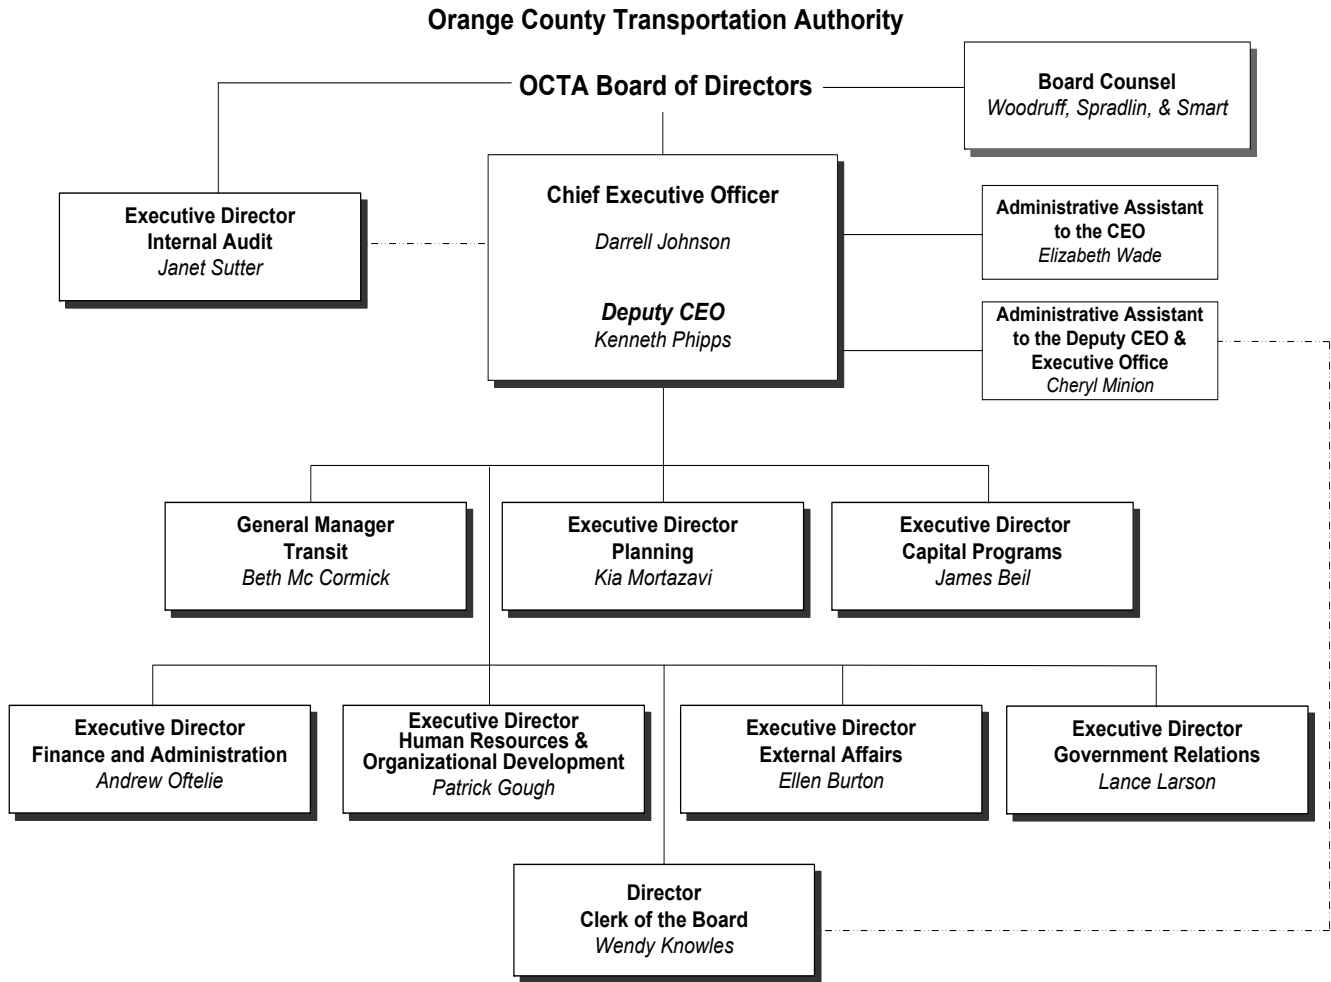 Orange County Transportation Authority
OCTA Board of Directors
Board Counsel
Woodruff, Spradlin, & Smart
Executive Director
Internal Audit
Janet Sutter
Chief Executive Officer
Darrell Johnson
Deputy CEO
Kenneth Phipps
Administrative Assistant
to the CEO
Elizabeth Wade
Administrative Assistant
to the Deputy CEO &
Executive Office
Cheryl Minion
General Manager
Transit
Beth Mc Cormick
Executive Director
Planning
Kia Mortazavi
Executive Director
Capital Programs
James Beil
Executive Director
Finance and Administration
Andrew Oftelie
Executive Director
Human Resources &
Organizational Development
Patrick Gough
Executive Director
External Affairs
Ellen Burton
Executive Director
Government Relations
Lance Larson
Director
Clerk of the Board
Wendy Knowles